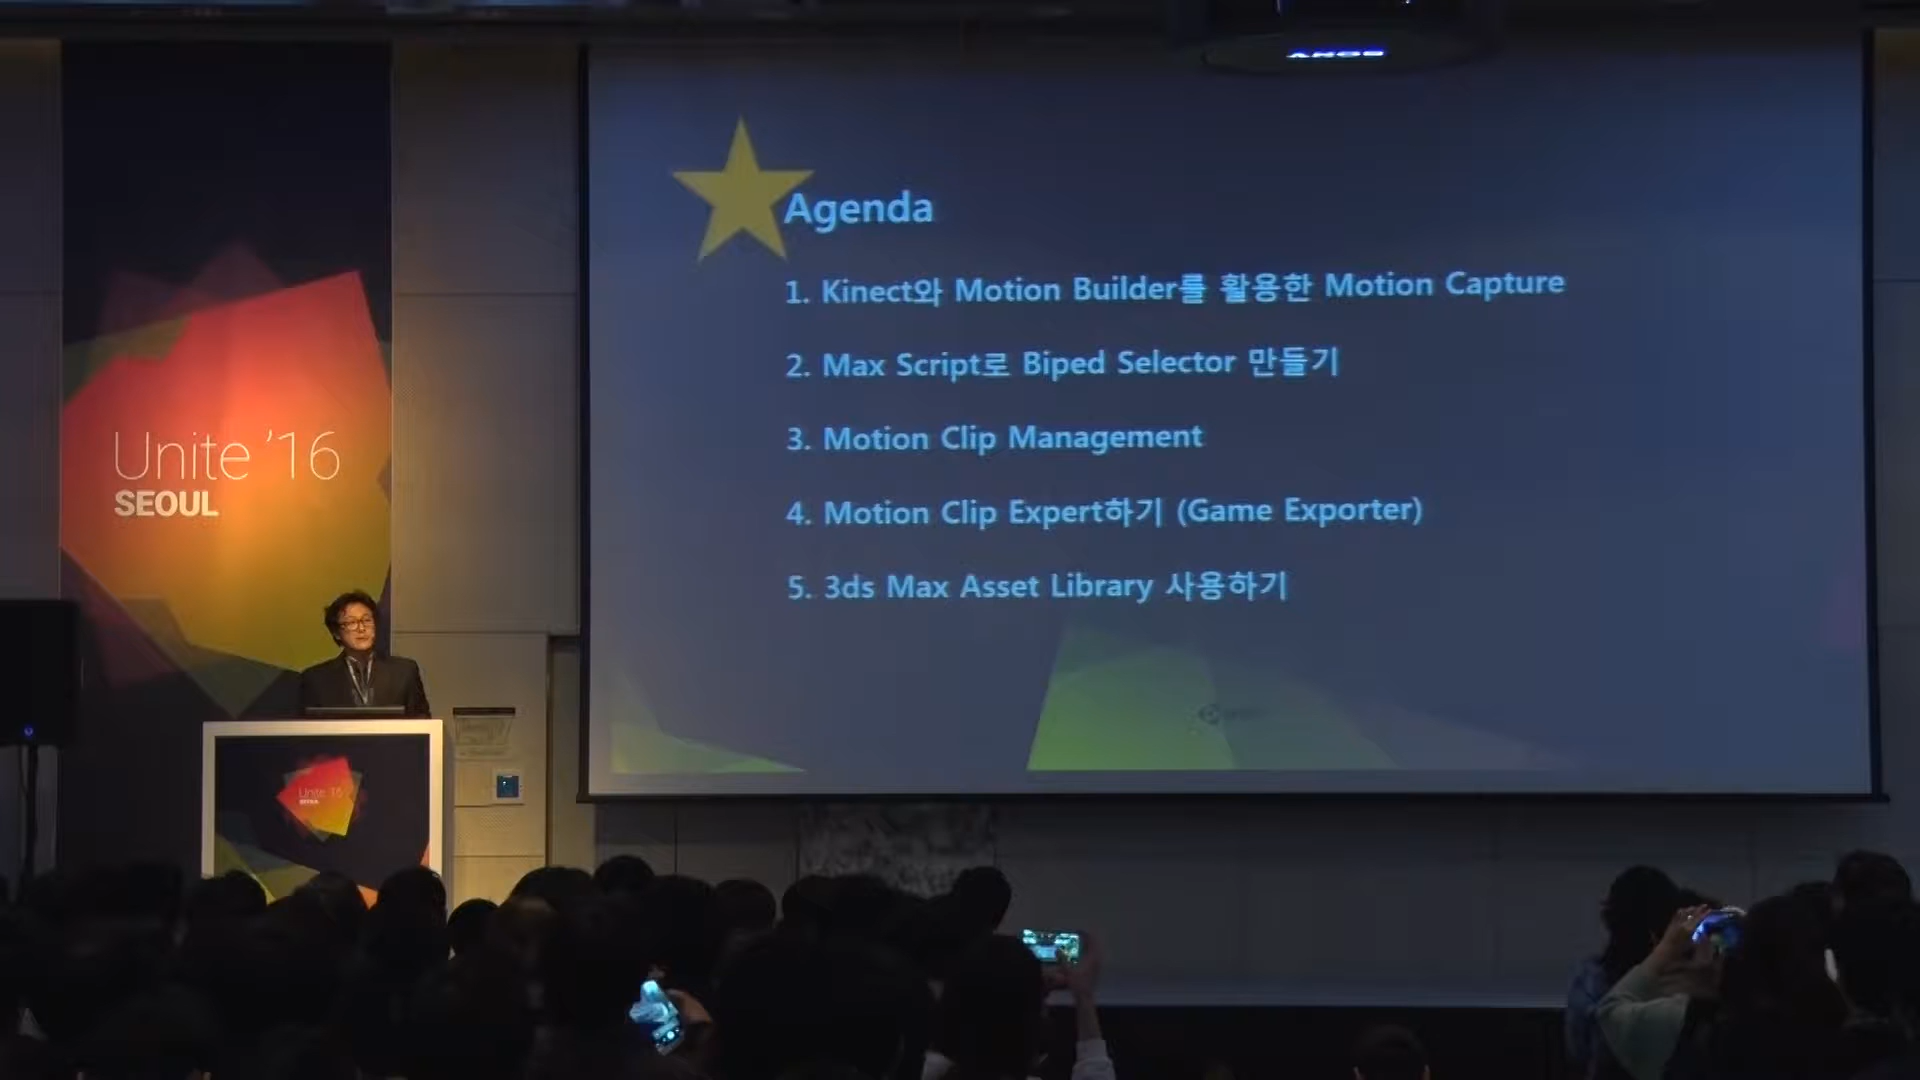 Unite '16
SEOUL
Agenda
1. Kinect와 Motion Builder를 활용한 Motion Capture
2. Max Script로 Biped Selector 만들기
3. Motion Clip Management
4. Motion Clip Expert하기 (Game Exporter)
5. 3ds Max Asset Library 사용하기
Unite '16
SEOUL